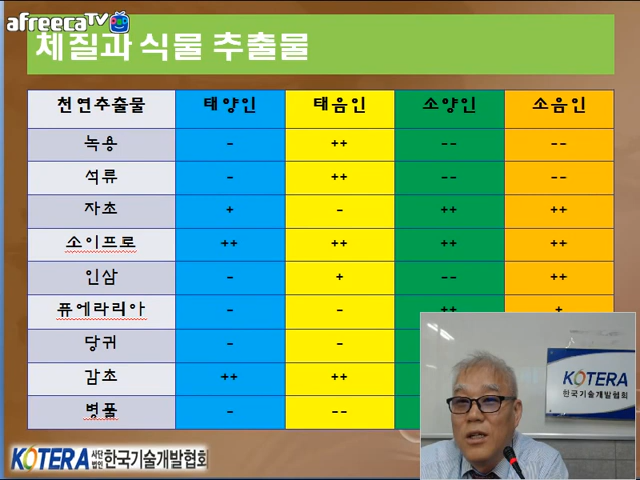 afreecaTV
체질과 식물 추출물
천연추출물 태양인 태음인 소양인 소음인
녹용 - ++ -- --
석류 - ++ -- --
자초 + - ++ ++
소이프로 ++ ++ ++ ++
인삼 - + -- ++
퓨에라리아 - - ++ +
당귀 - -
감초 ++ ++
병풀 - --
KOTERA
한국기술개발협회
KOTERA 사단법인 한국기술개발협회